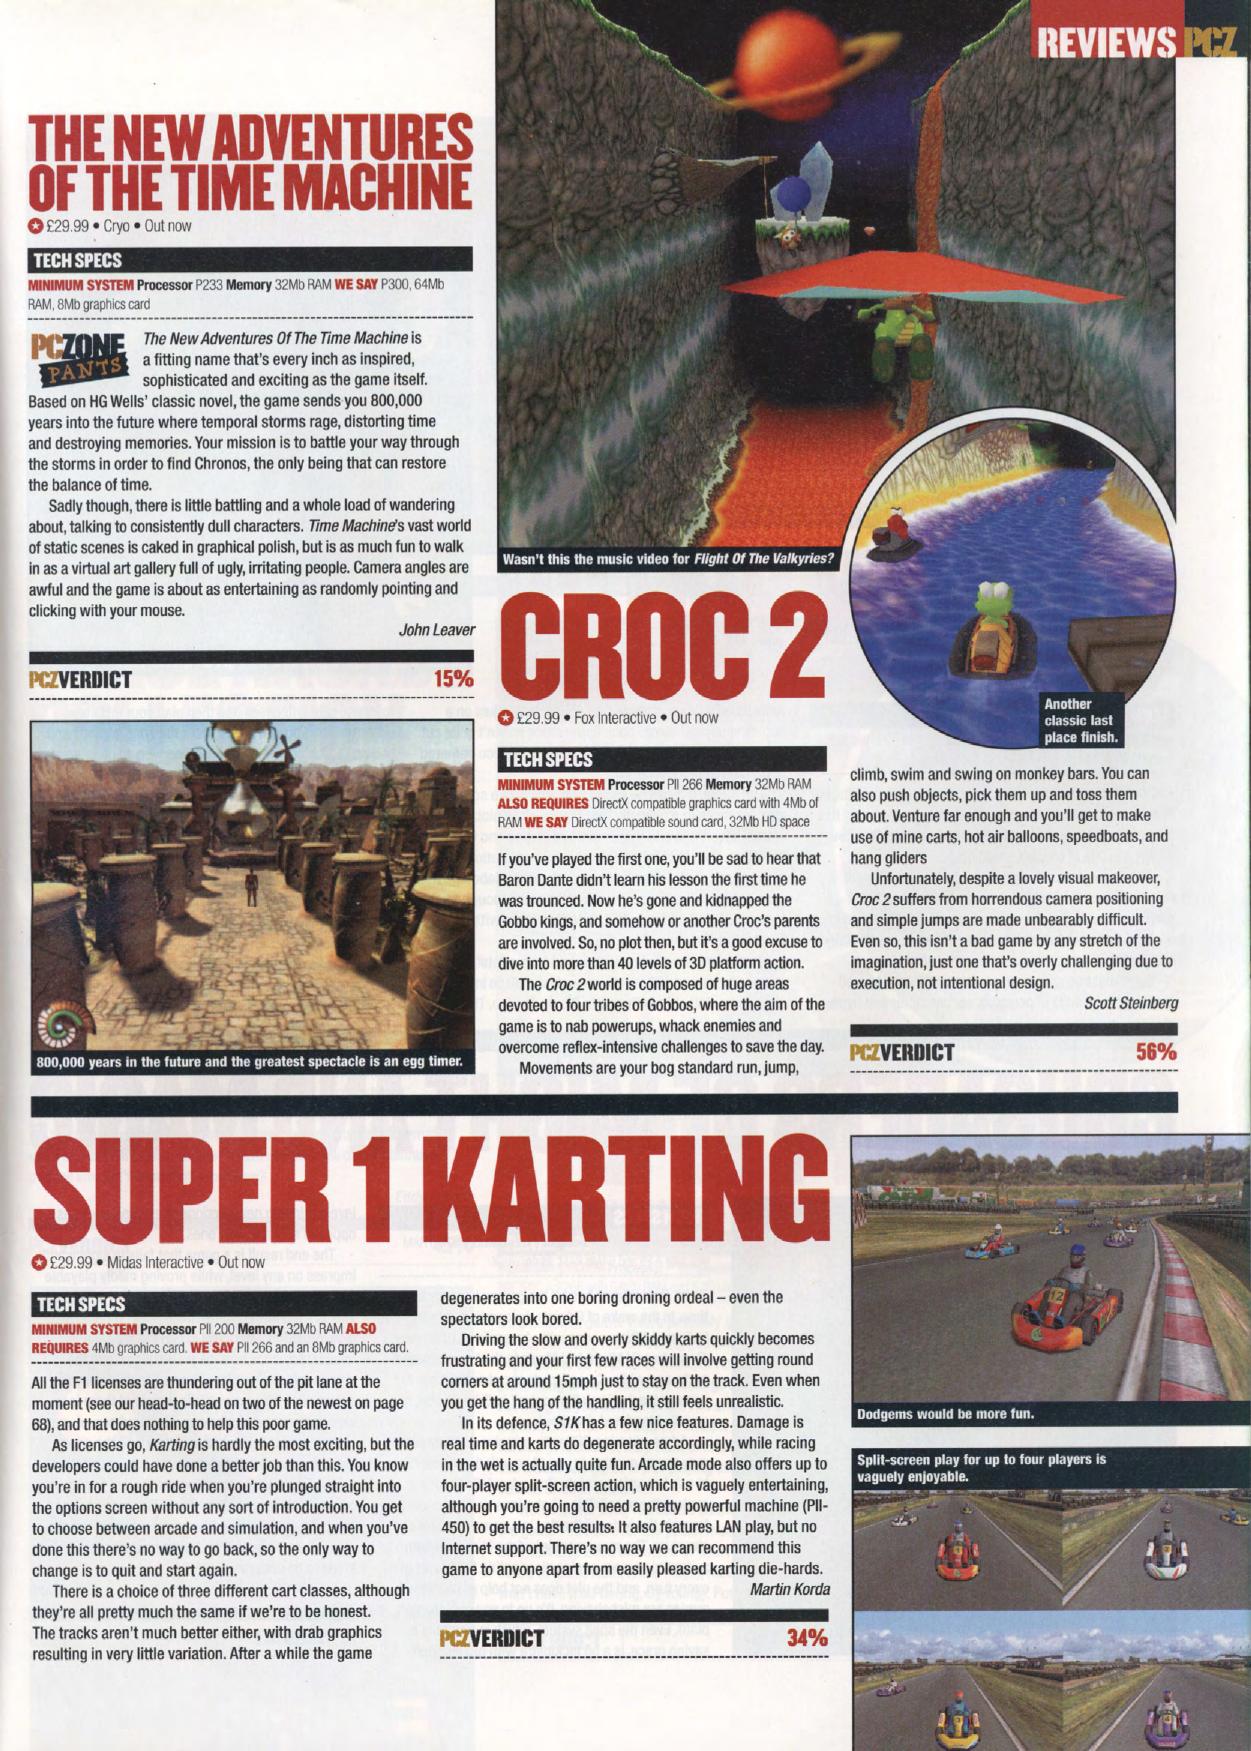 REVIEWS PCZ
THE NEW ADVENTURES
OF THE TIME MACHINE
£29.99 • Cryo • Out now
TECH SPECS
MINIMUM SYSTEM Processor P233 Memory 32Mb RAM WE SAY P300, 64Mb
RAM, 8Mb graphics card
PCZONE
PANTS
The New Adventures Of The Time Machine is
a fitting name that's every inch as inspired,
sophisticated and exciting as the game itself.
Based on HG Wells' classic novel, the game sends you 800,000
years into the future where temporal storms rage, distorting time
and destroying memories. Your mission is to battle your way through
the storms in order to find Chronos, the only being that can restore
the balance of time.
Sadly though, there is little battling and a whole load of wandering
about, talking to consistently dull characters. Time Machine's vast world
of static scenes is caked in graphical polish, but is as much fun to walk
in as a virtual art gallery full of ugly, irritating people. Camera angles are
awful and the game is about as entertaining as randomly pointing and
clicking with your mouse.
John Leaver
PCZVERDICT 15%
800,000 years in the future and the greatest spectacle is an egg timer.
Wasn't this the music video for Flight Of The Valkyries?
CROC 2
£29.99 • Fox Interactive • Out now
TECH SPECS
MINIMUM SYSTEM Processor PII 266 Memory 32Mb RAM
ALSO REQUIRES DirectX compatible graphics card with 4Mb of
RAM WE SAY DirectX compatible sound card, 32Mb HD space
If you've played the first one, you'll be sad to hear that
Baron Dante didn't learn his lesson the first time he
was trounced. Now he's gone and kidnapped the
Gobbo kings, and somehow or another Croc's parents
are involved. So, no plot then, but it's a good excuse to
dive into more than 40 levels of 3D platform action.
The Croc 2 world is composed of huge areas
devoted to four tribes of Gobbos, where the aim of the
game is to nab powerups, whack enemies and
overcome reflex-intensive challenges to save the day.
Movements are your bog standard run, jump,
Another
classic last
place finish.
climb, swim and swing on monkey bars. You can
also push objects, pick them up and toss them
about. Venture far enough and you'll get to make
use of mine carts, hot air balloons, speedboats, and
hang gliders
Unfortunately, despite a lovely visual makeover,
Croc 2 suffers from horrendous camera positioning
and simple jumps are made unbearably difficult.
Even so, this isn't a bad game by any stretch of the
imagination, just one that's overly challenging due to
execution, not intentional design.
Scott Steinberg
PCZVERDICT 56%
SUPER 1 KARTING
£29.99 • Midas Interactive • Out now
TECH SPECS
MINIMUM SYSTEM Processor PII 200 Memory 32Mb RAM ALSO
REQUIRES 4Mb graphics card. WE SAY PII 266 and an 8Mb graphics card.
All the F1 licenses are thundering out of the pit lane at the
moment (see our head-to-head on two of the newest on page
68), and that does nothing to help this poor game.
As licenses go, Karting is hardly the most exciting, but the
developers could have done a better job than this. You know
you're in for a rough ride when you're plunged straight into
the options screen without any sort of introduction. You get
to choose between arcade and simulation, and when you've
done this there's no way to go back, so the only way to
change is to quit and start again.
There is a choice of three different cart classes, although
they're all pretty much the same if we're to be honest.
The tracks aren't much better either, with drab graphics
resulting in very little variation. After a while the game
degenerates into one boring droning ordeal – even the
spectators look bored.
Driving the slow and overly skiddy karts quickly becomes
frustrating and your first few races will involve getting round
corners at around 15mph just to stay on the track. Even when
you get the hang of the handling, it still feels unrealistic.
In its defence, S1K has a few nice features. Damage is
real time and karts do degenerate accordingly, while racing
in the wet is actually quite fun. Arcade mode also offers up to
four-player split-screen action, which is vaguely entertaining,
although you're going to need a pretty powerful machine (PII-
450) to get the best results. It also features LAN play, but no
Internet support. There's no way we can recommend this
game to anyone apart from easily pleased karting die-hards.
Martin Korda
PCZVERDICT 34%
12
Dodgems would be more fun.
Split-screen play for up to four players is
vaguely enjoyable.